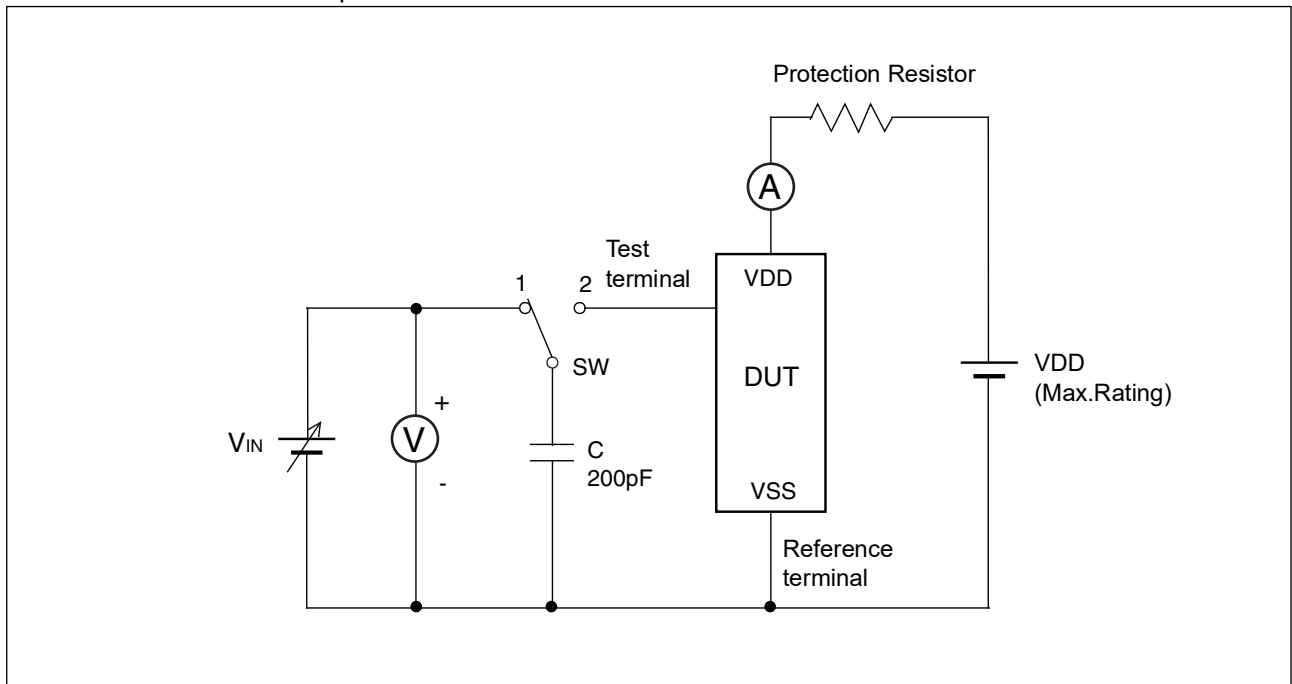 Protection Resistor
A
Test
terminal
1
2
VDD
SW
DUT
VDD
(Max.Rating)
VIN
+
V
-
C
200pF
VSS
Reference
terminal